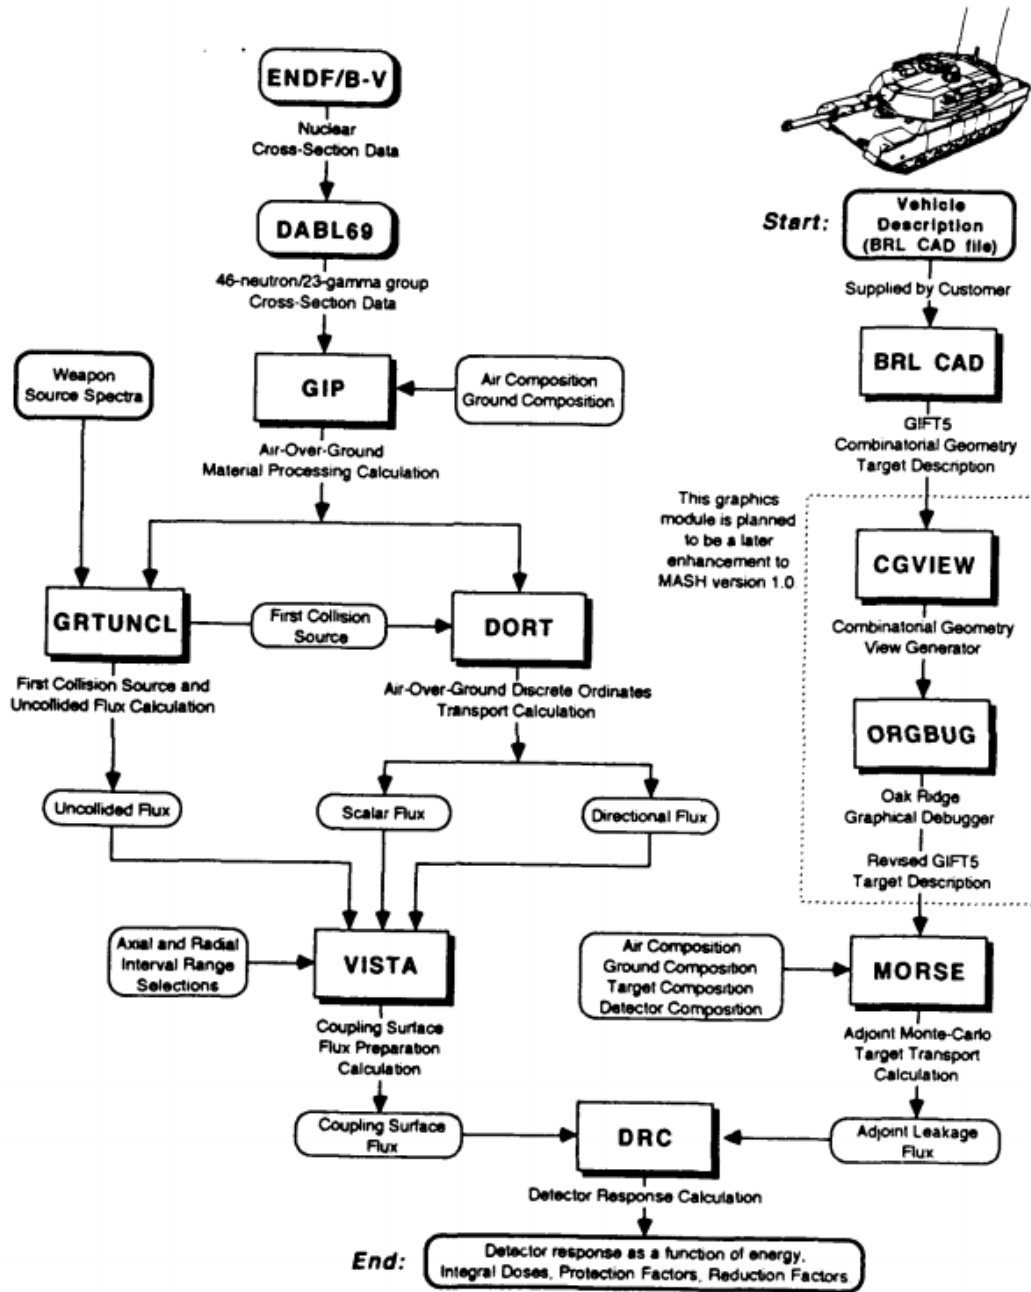 ENDF/B-V
Nuclear
Cross-Section Data
DABL69
46-neutron/23-gamma group
Cross-Section Data
Weapon
Source Spectra
GIP
Air Composition
Ground Composition
Air-Over-Ground
Material Processing Calculation
GRTUNCL
First Collision
Source
DORT
First Collision Source and
Uncollided Flux Calculation
Air-Over-Ground Discrete Ordinates
Transport Calculation
Uncollided Flux
Scalar Flux
Directional Flux
Axial and Radial
Interval Range
Selections
VISTA
Coupling Surface
Flux Preparation
Calculation
Coupling Surface
Flux
Start:
Vehicle
Description
(BRL CAD file)
Supplied by Customer
BRL CAD
GIFT5
Combinatorial Geometry
Target Description
This graphics
module is planned
to be a later
enhancement to
MASH version 1.0
CGVIEW
Combinatorial Geometry
View Generator
ORGBUG
Oak Ridge
Graphical Debugger
Revised GIFT5
Target Description
Air Composition
Ground Composition
Target Composition
Detector Composition
MORSE
Adjoint Monte-Carlo
Target Transport
Calculation
Adjoint Leakage
Flux
DRC
Detector Response Calculation
End:
Detector response as a function of energy,
Integral Doses, Protection Factors, Reduction Factors